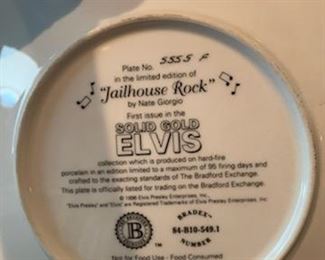 Plate No. 5555 F
in the limited edition of
"Jailhouse Rock"
by Nate Giorgio
First issue in the
SOLID GOLD
ELVIS
collection which is produced on hard-fire
porcelain in an edition limited to a maximum of 95 firing days and
crafted to the exacting standards of The Bradford Exchange.
This plate is officially listed for trading on the Bradford Exchange.
© 1996 Elvis Presley Enterprises, Inc.
"Elvis Presley" and "Elvis" are Registered Trademarks of Elvis Presley Enterprises, Inc.
B
TM
BRADEX®
84-B10-549.1
NUMBER
Not for Food Use - Food Consumed